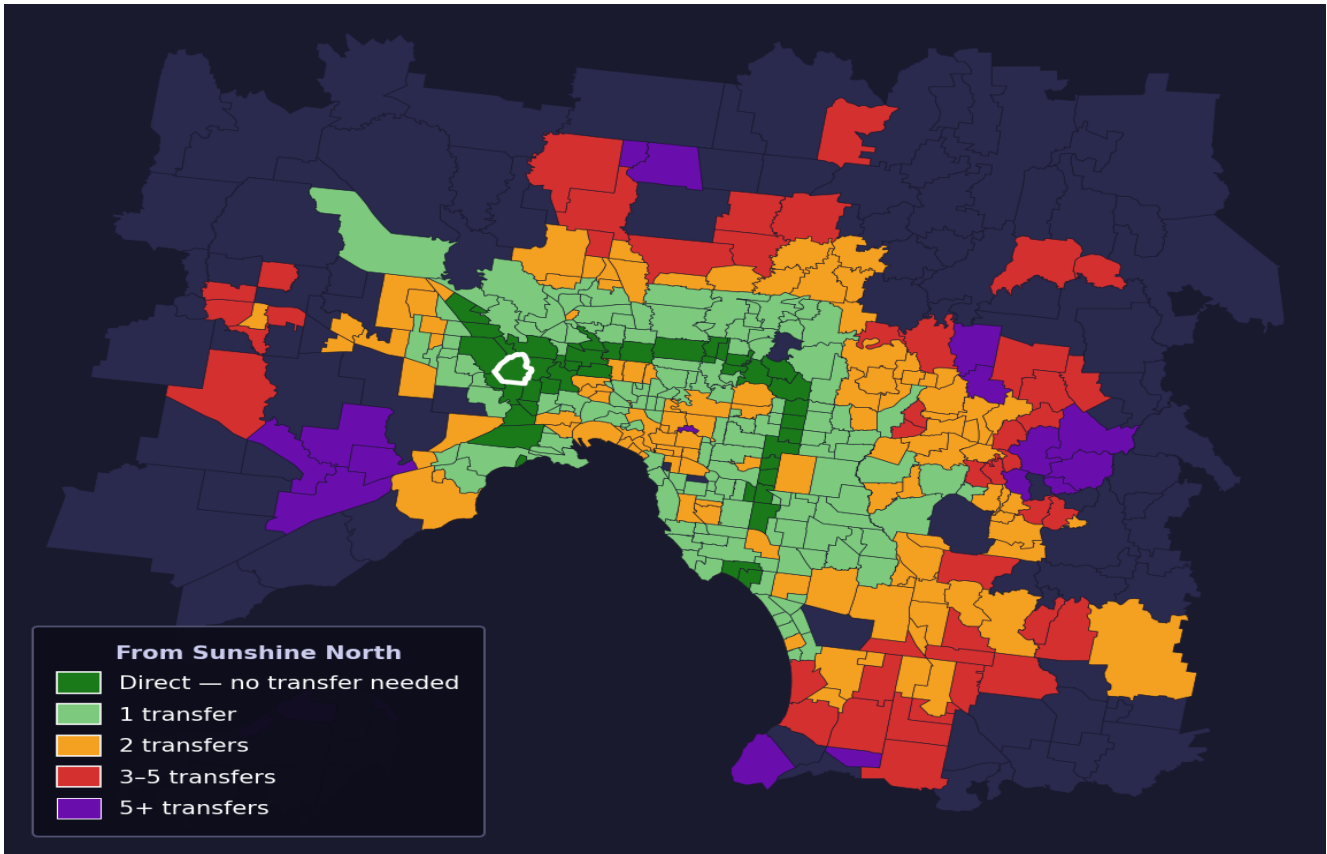 From Sunshine North
Direct — no transfer needed
1 transfer
2 transfers
3–5 transfers
5+ transfers